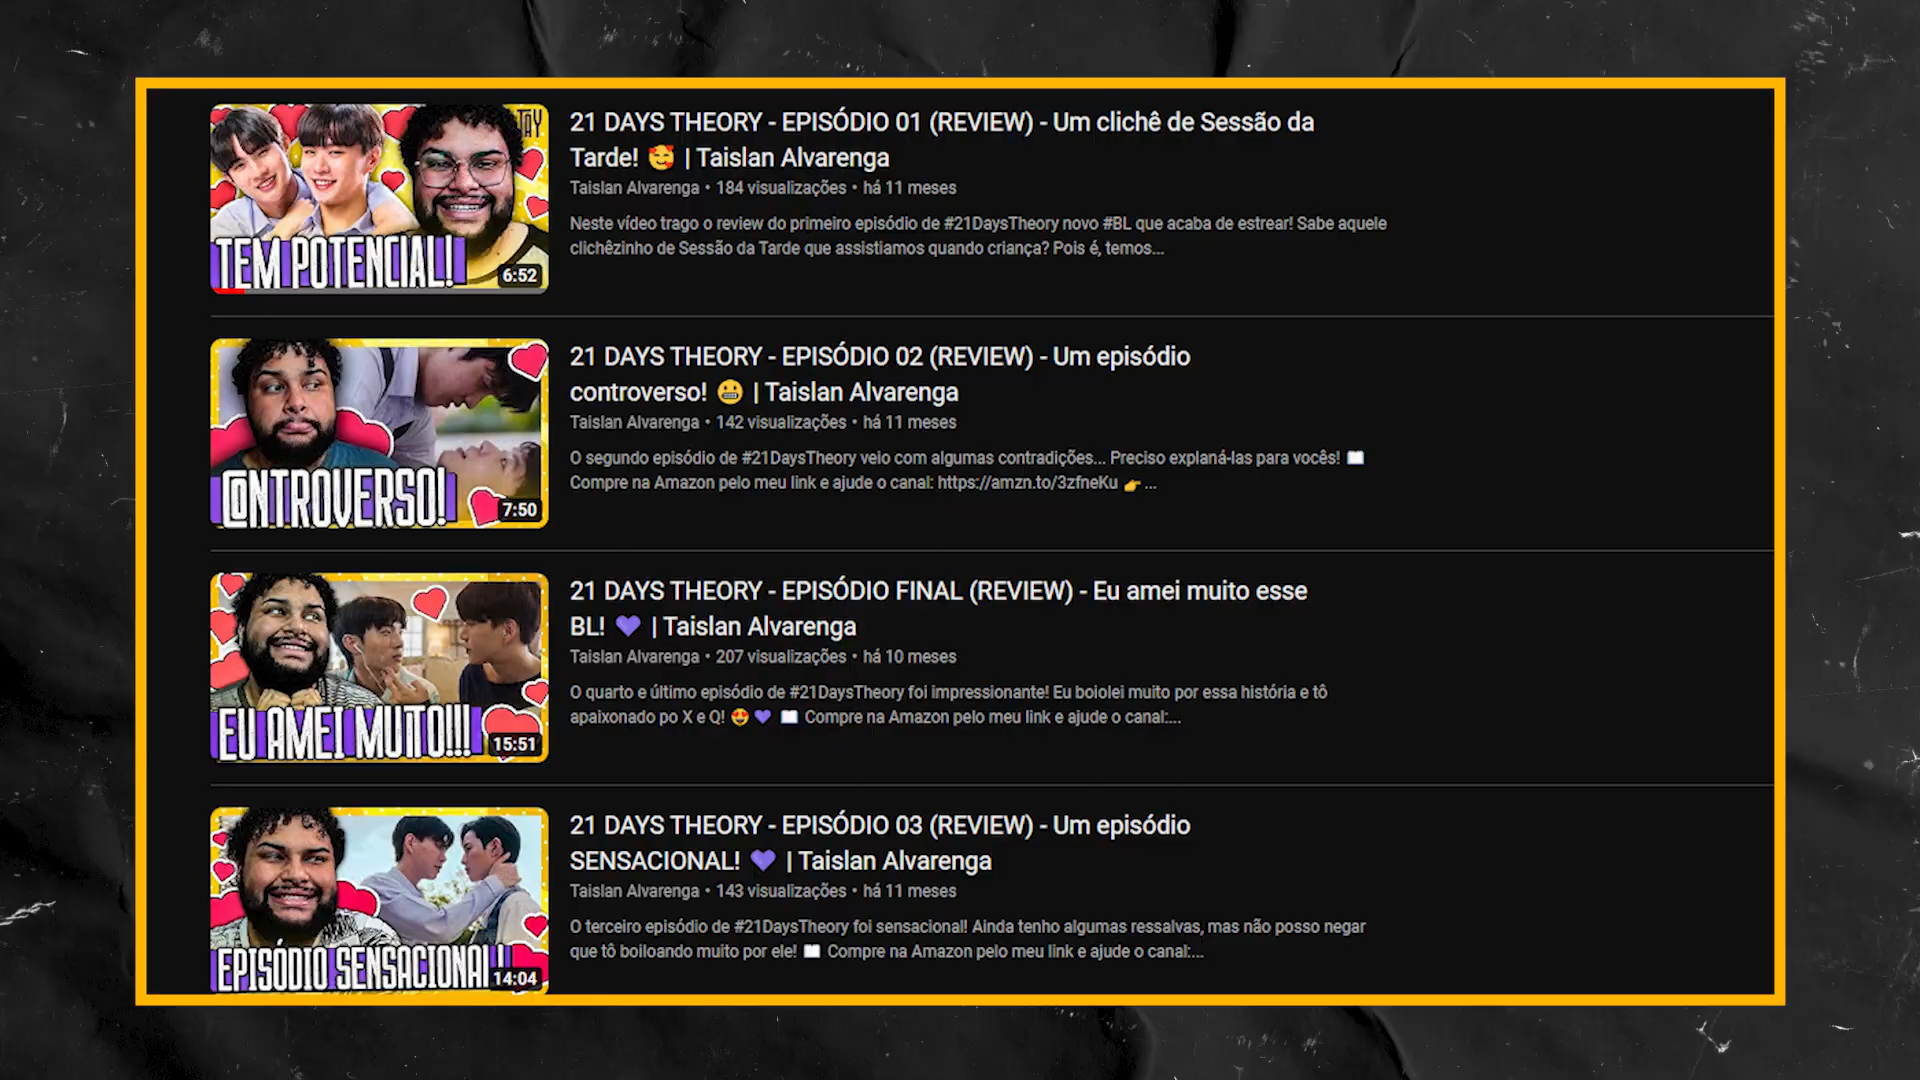 TAY
TEM POTENCIAL!
6:52
21 DAYS THEORY - EPISÓDIO 01 (REVIEW) - Um clichê de Sessão da
Tarde! 🥰 | Taislan Alvarenga
Taislan Alvarenga • 184 visualizações • há 11 meses
Neste vídeo trago o review do primeiro episódio de #21DaysTheory novo #BL que acaba de estrear! Sabe aquele
clichêzinho de Sessão da Tarde que assistiamos quando criança? Pois é, temos...
CONTROVERSO!
7:50
21 DAYS THEORY - EPISÓDIO 02 (REVIEW) - Um episódio
controverso! 😬 | Taislan Alvarenga
Taislan Alvarenga • 142 visualizações • há 11 meses
O segundo episódio de #21DaysTheory veio com algumas contradições... Preciso explaná-las para vocês! 📖
Compre na Amazon pelo meu link e ajude o canal: https://amzn.to/3zfneKu 👉 ...
EU AMEI MUITO!!!
15:51
21 DAYS THEORY - EPISÓDIO FINAL (REVIEW) - Eu amei muito esse
BL! 💜 | Taislan Alvarenga
Taislan Alvarenga • 207 visualizações • há 10 meses
O quarto e último episódio de #21DaysTheory foi impressionante! Eu boiolei muito por essa história e tô
apaixonado po X e Q! 😍 💜 📖 Compre na Amazon pelo meu link e ajude o canal:...
EPISÓDIO SENSACIONAL!
14:04
21 DAYS THEORY - EPISÓDIO 03 (REVIEW) - Um episódio
SENSACIONAL! 💜 | Taislan Alvarenga
Taislan Alvarenga • 143 visualizações • há 11 meses
O terceiro episódio de #21DaysTheory foi sensacional! Ainda tenho algumas ressalvas, mas não posso negar
que tô boiloando muito por ele! 📖 Compre na Amazon pelo meu link e ajude o canal:...